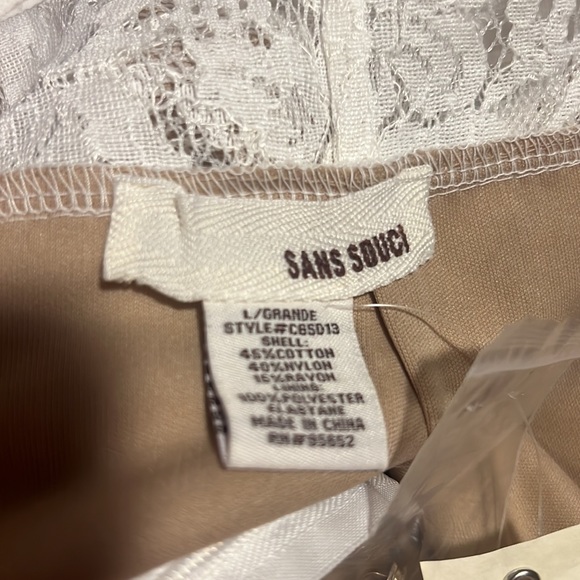 SANS SOUCI
L/GRANDE
STYLE#C65D13
SHELL:
45%COTTON
40%NYLON
15%RAYON
LINING:
100%POLYESTER
ELASTANE
MADE IN CHINA
RN#95652